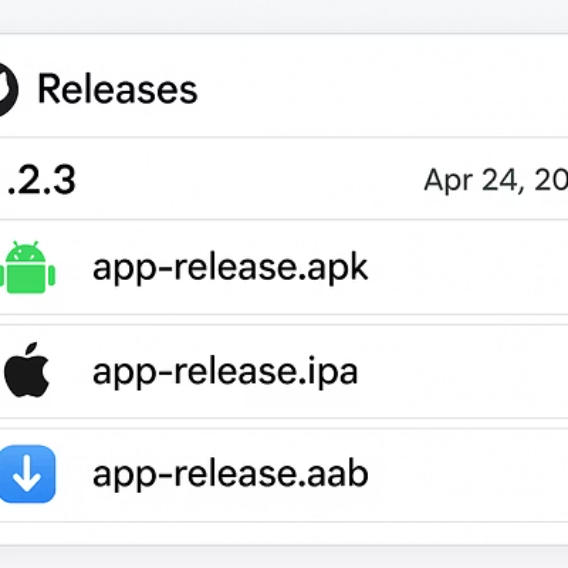 Releases
.2.3 Apr 24, 20
app-release.apk
app-release.ipa
app-release.aab